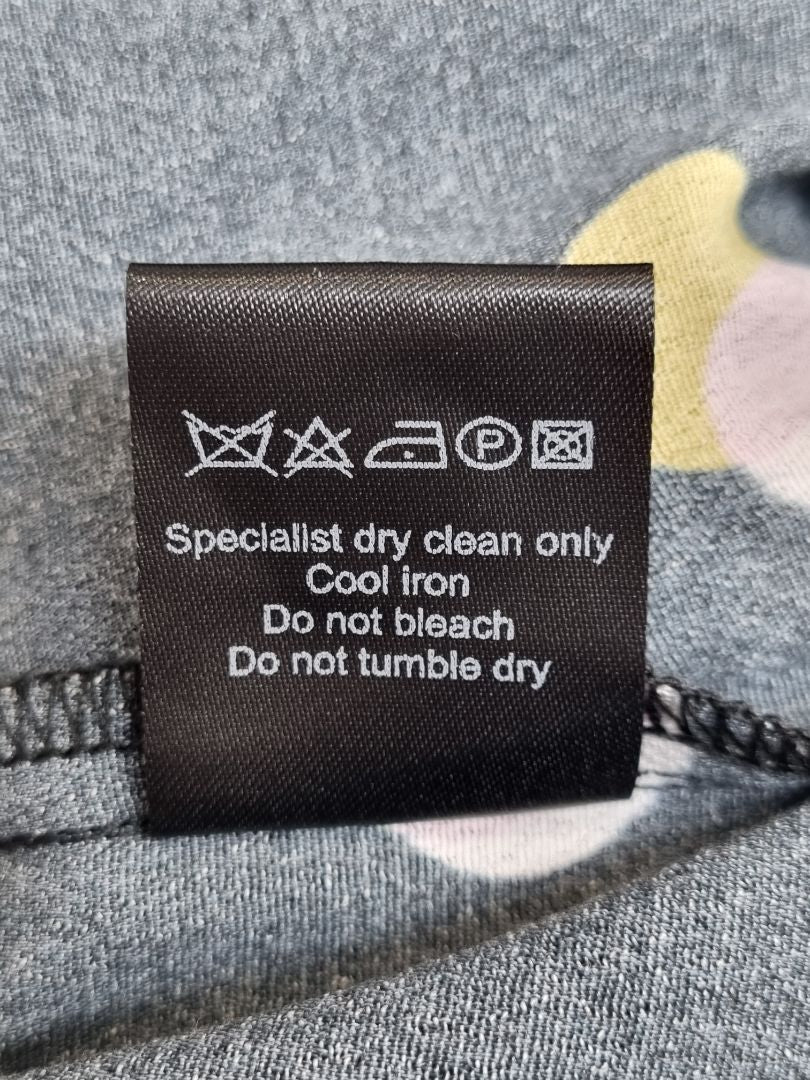 P
Specialist dry clean only
Cool iron
Do not bleach
Do not tumble dry